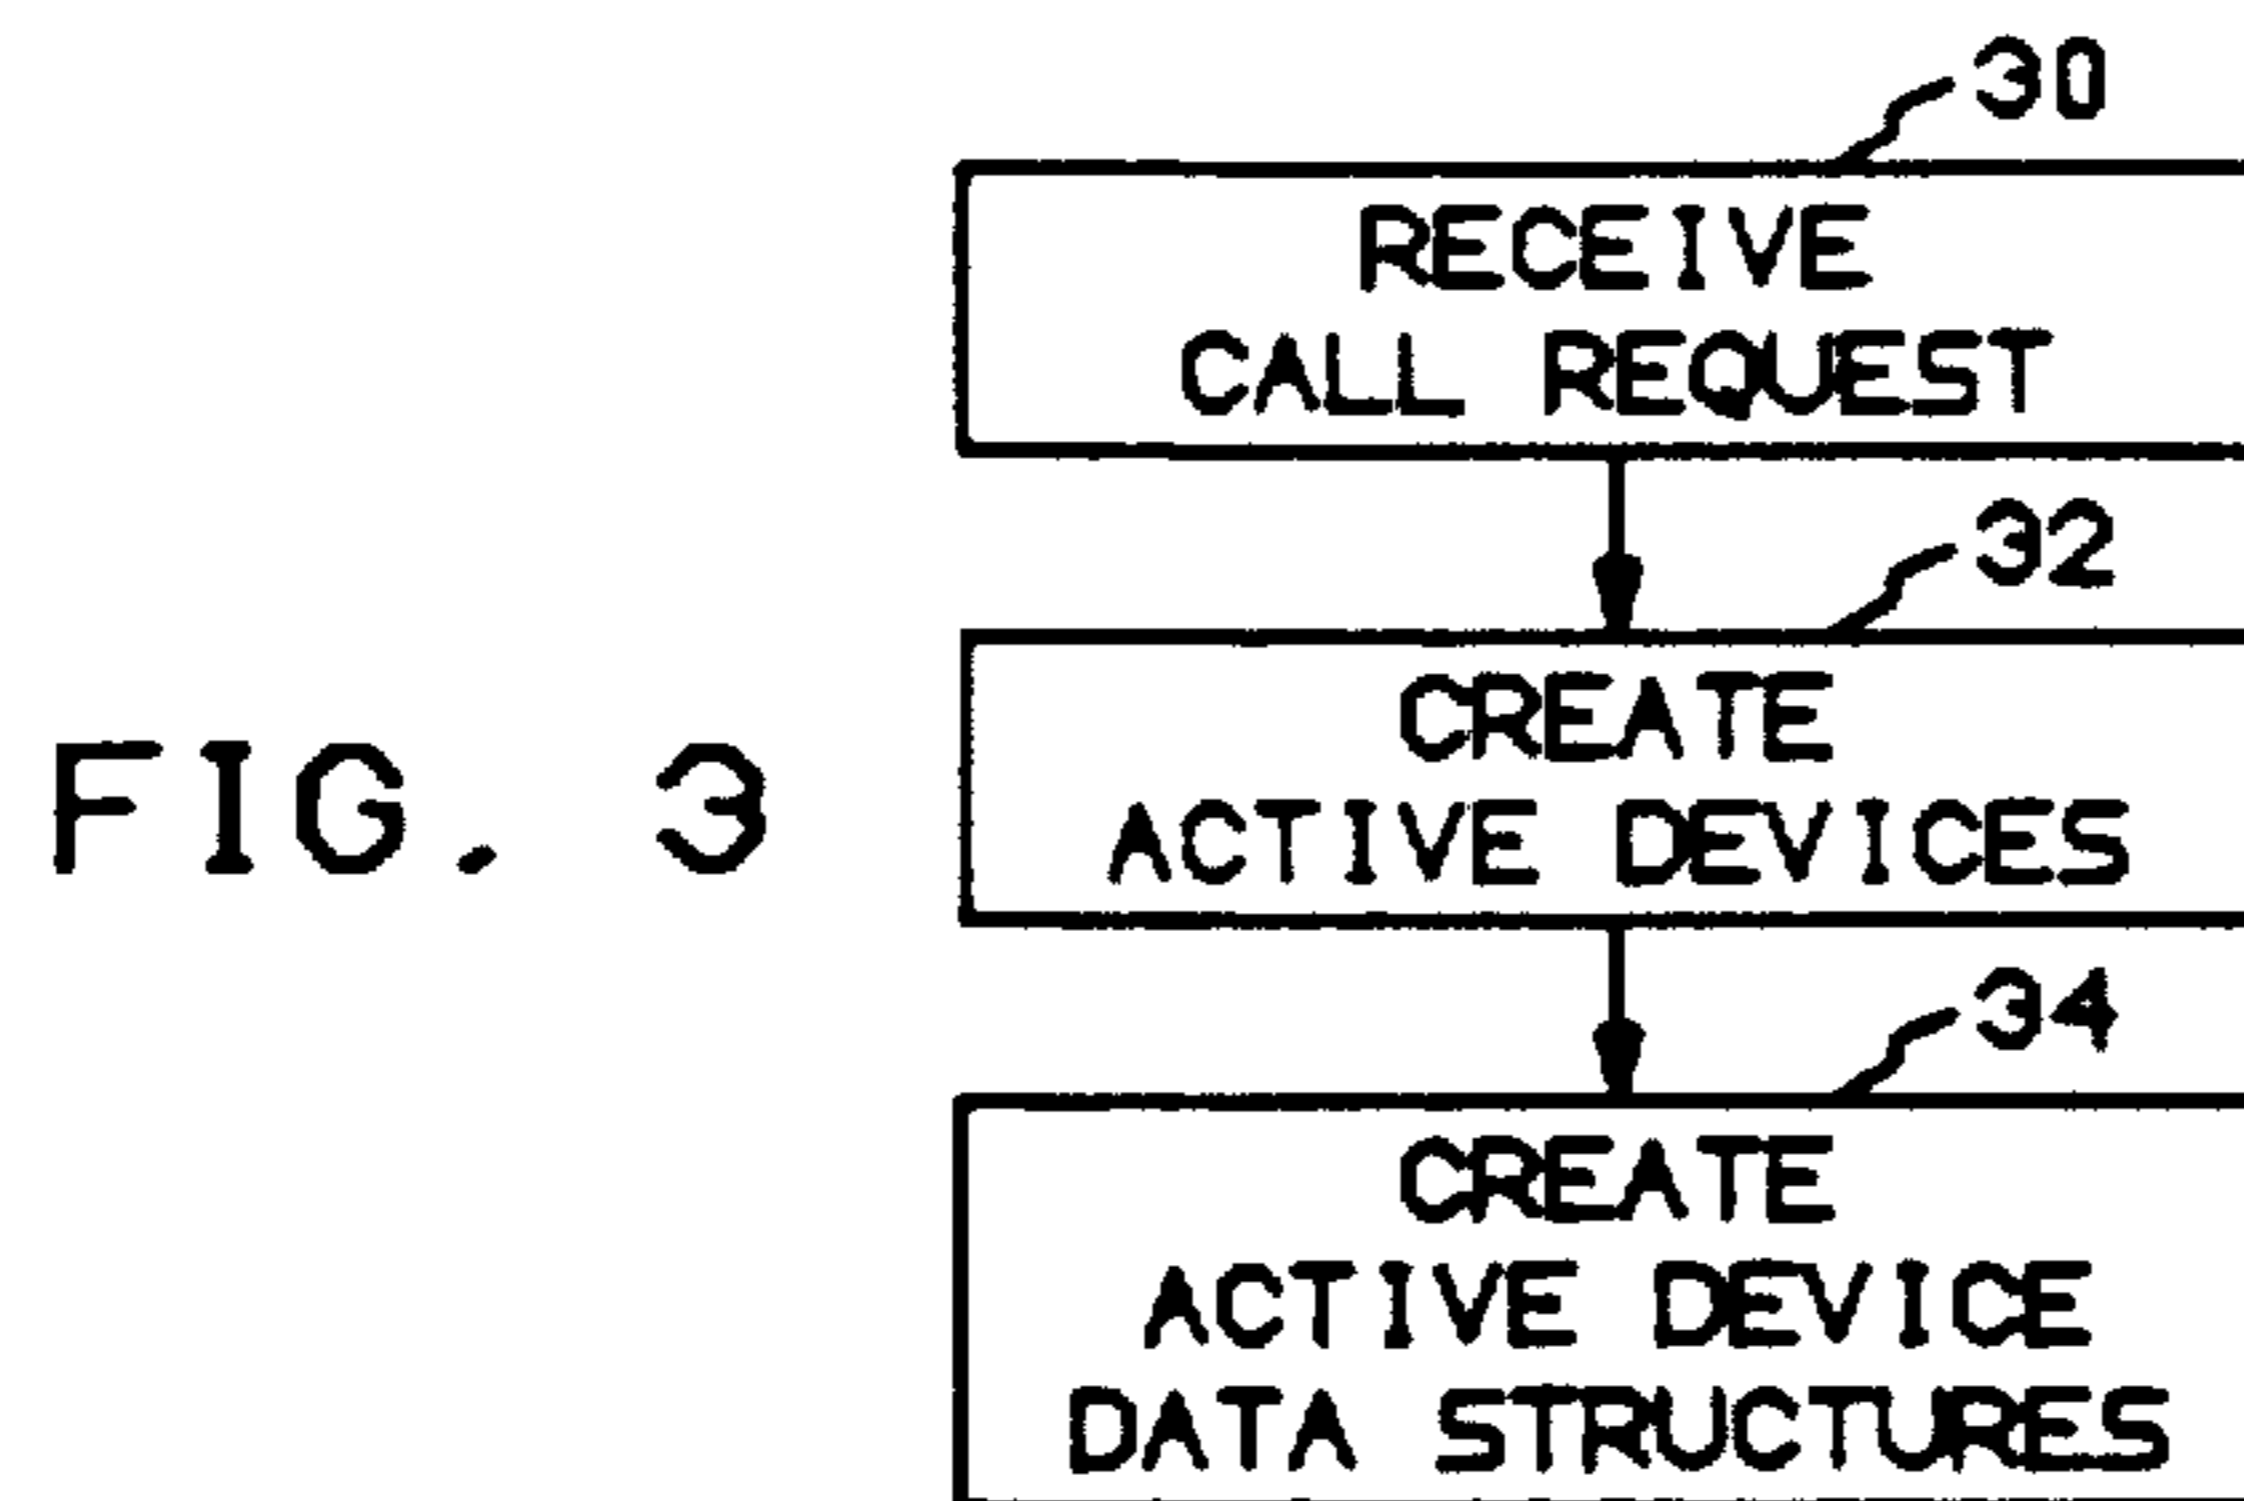 30
RECEIVE
CALL REQUEST
32
CREATE
ACTIVE DEVICES
FIG. 3
34
CREATE
ACTIVE DEVICE
DATA STRUCTURES